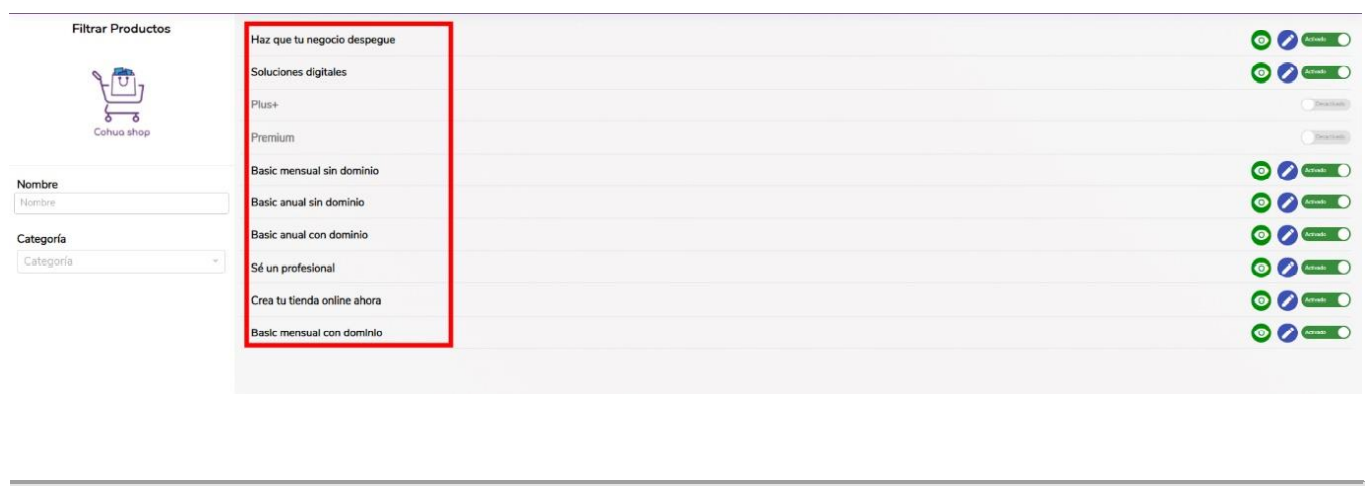 Filtrar Productos
Cohua shop
Nombre
Nombre
Categoría
Categoría
Haz que tu negocio despegue
Activado
Soluciones digitales
Activado
Plus+
Desactivado
Premium
Desactivado
Basic mensual sin dominio
Activado
Basic anual sin dominio
Activado
Basic anual con dominio
Activado
Sé un profesional
Activado
Crea tu tienda online ahora
Activado
Basic mensual con dominio
Activado